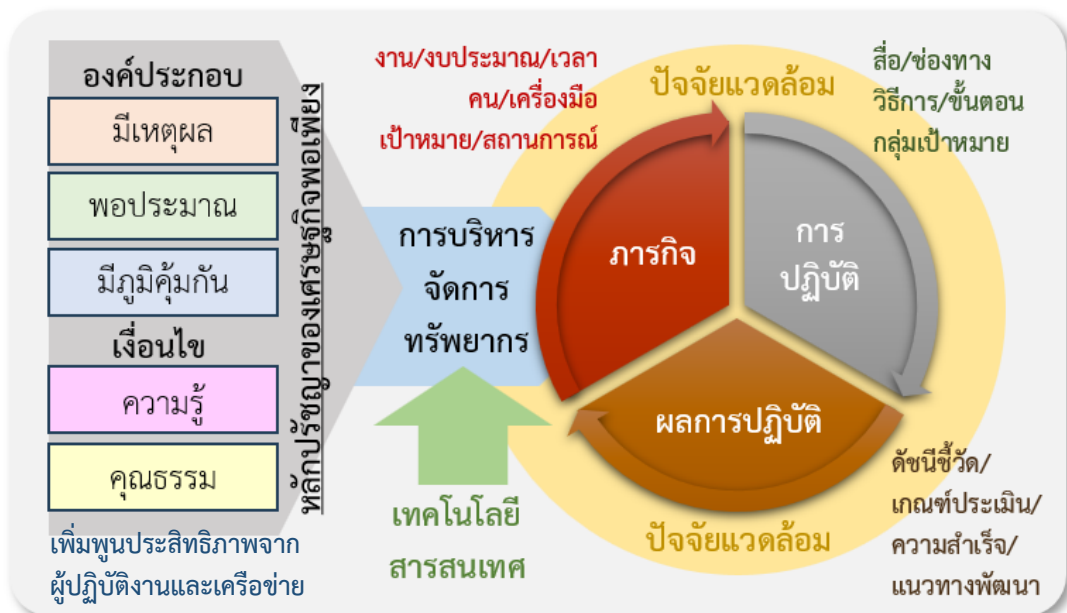 องค์ประกอบ
มีเหตุผล
พอประมาณ
มีภูมิคุ้มกัน
เงื่อนไข
ความรู้
คุณธรรม
เพิ่มพูนประสิทธิภาพจาก
ผู้ปฏิบัติงานและเครือข่าย
หลักปรัชญาของเศรษฐกิจพอเพียง
การบริหาร
จัดการ
ทรัพยากร
เทคโนโลยี
สารสนเทศ
งาน/งบประมาณ/เวลา
คน/เครื่องมือ
เป้าหมาย/สถานการณ์
ปัจจัยแวดล้อม
สื่อ/ช่องทาง
วิธีการ/ขั้นตอน
กลุ่มเป้าหมาย
ภารกิจ
การ
ปฏิบัติ
ผลการปฏิบัติ
ปัจจัยแวดล้อม
ดัชนีชี้วัด/
เกณฑ์ประเมิน/
ความสำเร็จ/
แนวทางพัฒนา